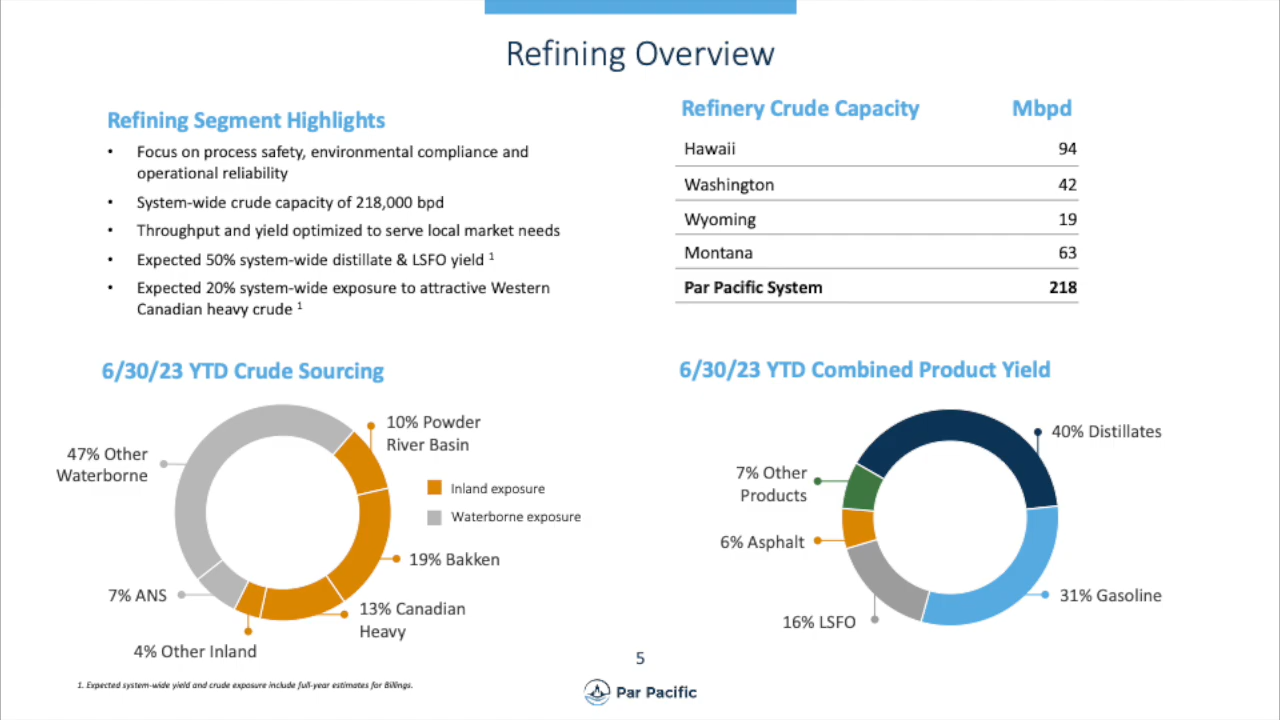 Refining Overview
Refining Segment Highlights
• Focus on process safety, environmental compliance and
operational reliability
• System-wide crude capacity of 218,000 bpd
• Throughput and yield optimized to serve local market needs
• Expected 50% system-wide distillate & LSFO yield 1
• Expected 20% system-wide exposure to attractive Western
Canadian heavy crude 1
Refinery Crude Capacity Mbpd
Hawaii 94
Washington 42
Wyoming 19
Montana 63
Par Pacific System 218
6/30/23 YTD Crude Sourcing
10% Powder
River Basin
47% Other
Waterborne
Inland exposure
Waterborne exposure
19% Bakken
7% ANS
13% Canadian
Heavy
4% Other Inland
6/30/23 YTD Combined Product Yield
40% Distillates
7% Other
Products
6% Asphalt
31% Gasoline
16% LSFO
5
1. Expected system-wide yield and crude exposure include full-year estimates for Billings.
Par Pacific